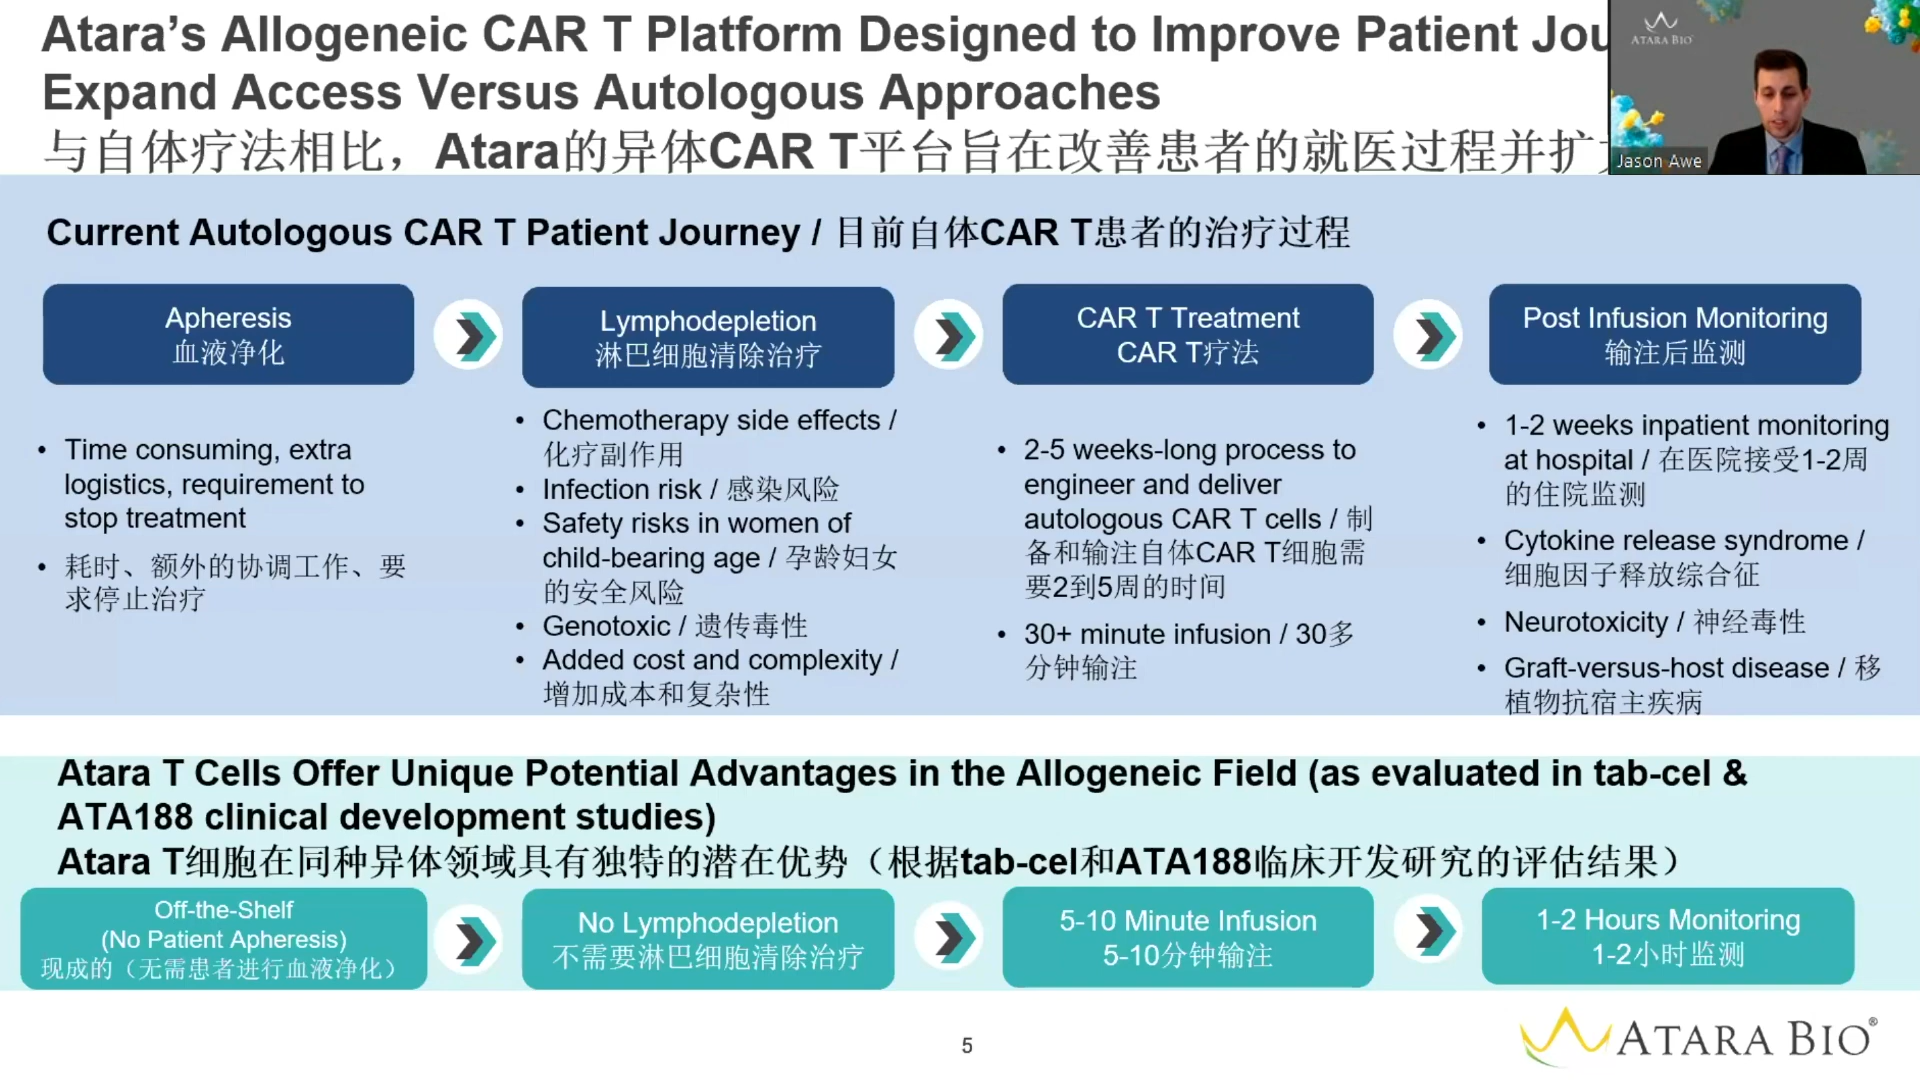 Atara’s Allogeneic CAR T Platform Designed to Improve Patient
Expand Access Versus Autologous Approaches
与自体疗法相比，Atara的异体CAR T平台旨在改善患者的就医过程并扩
ATARA BIO
Jason Awe
Current Autologous CAR T Patient Journey / 目前自体CAR T患者的治疗过程
Apheresis
血液净化
Lymphodepletion
淋巴细胞清除治疗
CAR T Treatment
CAR T疗法
Post Infusion Monitoring
输注后监测
• Time consuming, extra
logistics, requirement to
stop treatment
• 耗时、额外的协调工作、要
求停止治疗
• Chemotherapy side effects /
化疗副作用
• Infection risk / 感染风险
• Safety risks in women of
child-bearing age / 孕龄妇女
的安全风险
• Genotoxic / 遗传毒性
• Added cost and complexity /
增加成本和复杂性
• 2-5 weeks-long process to
engineer and deliver
autologous CAR T cells / 制
备和输注自体CAR T细胞需
要2到5周的时间
• 30+ minute infusion / 30多
分钟输注
• 1-2 weeks inpatient monitoring
at hospital / 在医院接受1-2周
的住院监测
• Cytokine release syndrome /
细胞因子释放综合征
• Neurotoxicity / 神经毒性
• Graft-versus-host disease / 移
植物抗宿主疾病
Atara T Cells Offer Unique Potential Advantages in the Allogeneic Field (as evaluated in tab-cel &
ATA188 clinical development studies)
Atara T细胞在同种异体领域具有独特的潜在优势（根据tab-cel和ATA188临床开发研究的评估结果）
Off-the-Shelf
(No Patient Apheresis)
现成的（无需患者进行血液净化）
No Lymphodepletion
不需要淋巴细胞清除治疗
5-10 Minute Infusion
5-10分钟输注
1-2 Hours Monitoring
1-2小时监测
5
ATARA BIO®